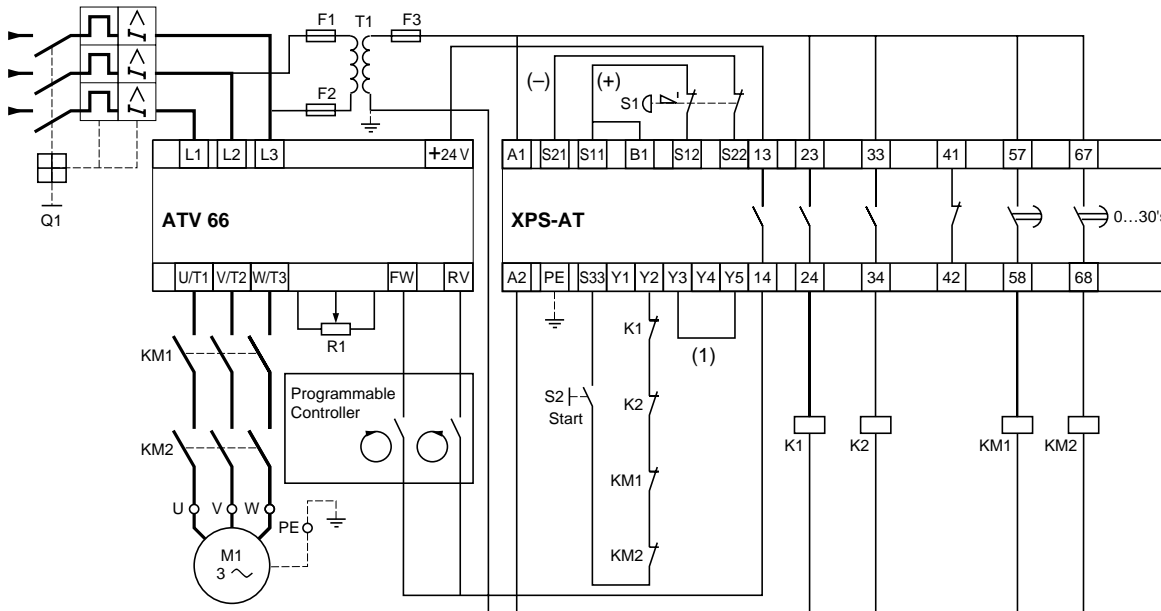 F1 T1 F3
F2
(–) (+)
S1
Q1
L1 L2 L3 +24 V
ATV 66
U/T1 V/T2 W/T3 FW RV
A1 S21 S11 B1 S12 S22 13 23 33 41 57 67
XPS-AT
0...30's
A2 PE S33 Y1 Y2 Y3 Y4 Y5 14 24 34 42 58 68
R1
KM1
Programmable
Controller
KM2
U V W
PE
M1
3
K1
(1)
S2
Start
K2
KM1
KM2
K1 K2 KM1 KM2